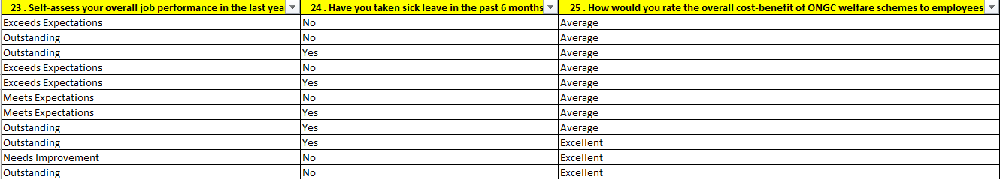 23 . Self-assess your overall job performance in the last yea 24 . Have you taken sick leave in the past 6 months 25 . How would you rate the overall cost-benefit of ONGC welfare schemes to employees
Exceeds Expectations No Average
Outstanding No Average
Outstanding Yes Average
Exceeds Expectations No Average
Exceeds Expectations Yes Average
Meets Expectations No Average
Meets Expectations Yes Average
Outstanding Yes Average
Outstanding Yes Excellent
Needs Improvement No Excellent
Outstanding No Excellent